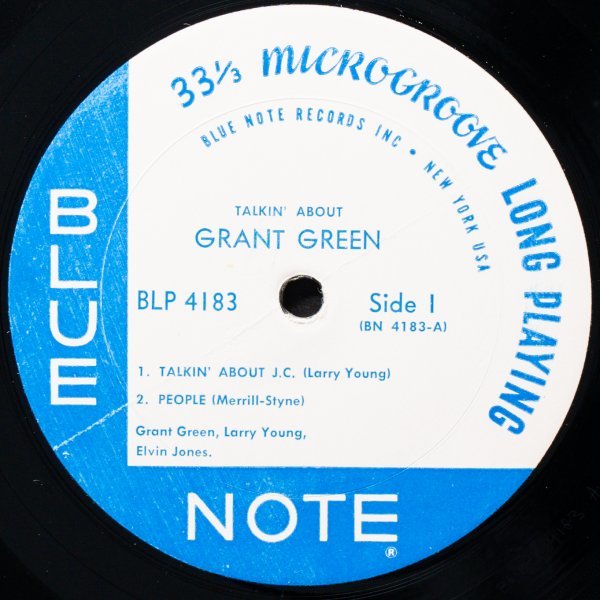 33⅓ MICROGROOVE LONG PLAYING
BLUE NOTE RECORDS INC • NEW YORK USA
TALKIN' ABOUT
GRANT GREEN
BLP 4183 Side 1
(BN 4183-A)
1. TALKIN' ABOUT J.C. (Larry Young)
2. PEOPLE (Merrill-Styne)
Grant Green, Larry Young,
Elvin Jones.
BLUE
NOTE ®